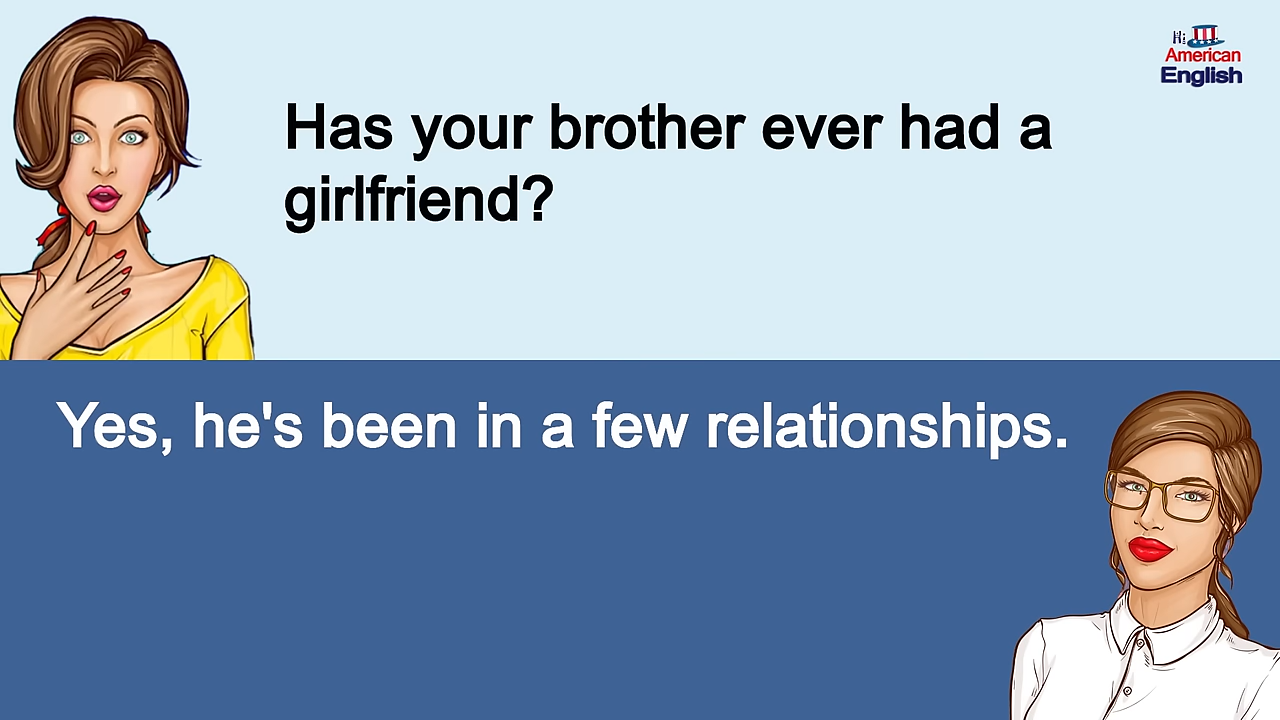 Hi
American
English
Has your brother ever had a
girlfriend?
Yes, he's been in a few relationships.